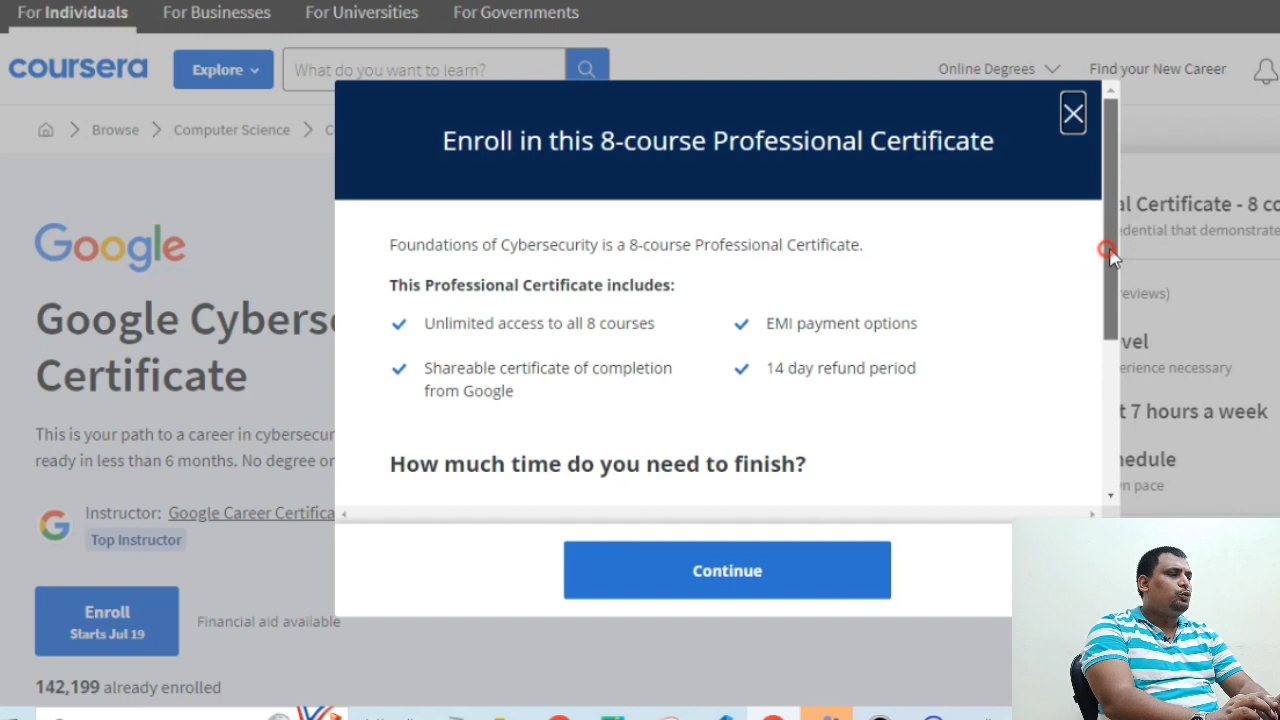 For Individuals
For Businesses
For Universities
For Governments
coursera
Explore
What do you want to learn?
Online Degrees
Find your New Career
Browse
Computer Science
C
Enroll in this 8-course Professional Certificate
Google
Google Cyberse
Certificate
This is your path to a career in cybersecur
ready in less than 6 months. No degree or
Instructor: Google Career Certifica
Top Instructor
Enroll
Starts Jul 19
Financial aid available
142,199 already enrolled
Foundations of Cybersecurity is a 8-course Professional Certificate.
This Professional Certificate includes:
Unlimited access to all 8 courses
EMI payment options
Shareable certificate of completion
from Google
14 day refund period
How much time do you need to finish?
Continue
al Certificate - 8 co
edential that demonstrate
reviews)
vel
erience necessary
t 7 hours a week
hedule
n pace